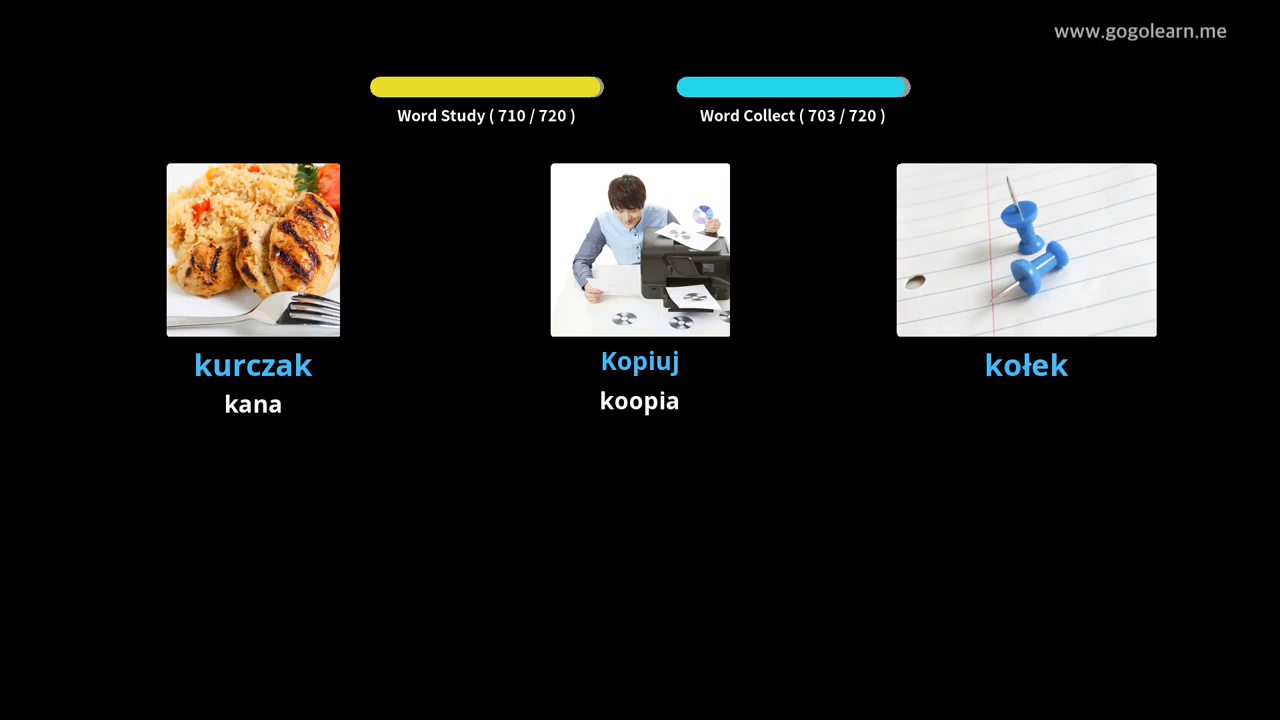 www.gogolearn.me
Word Study ( 710 / 720 )
Word Collect ( 703 / 720 )
kurczak
kana
Kopiuj
koopia
kołek